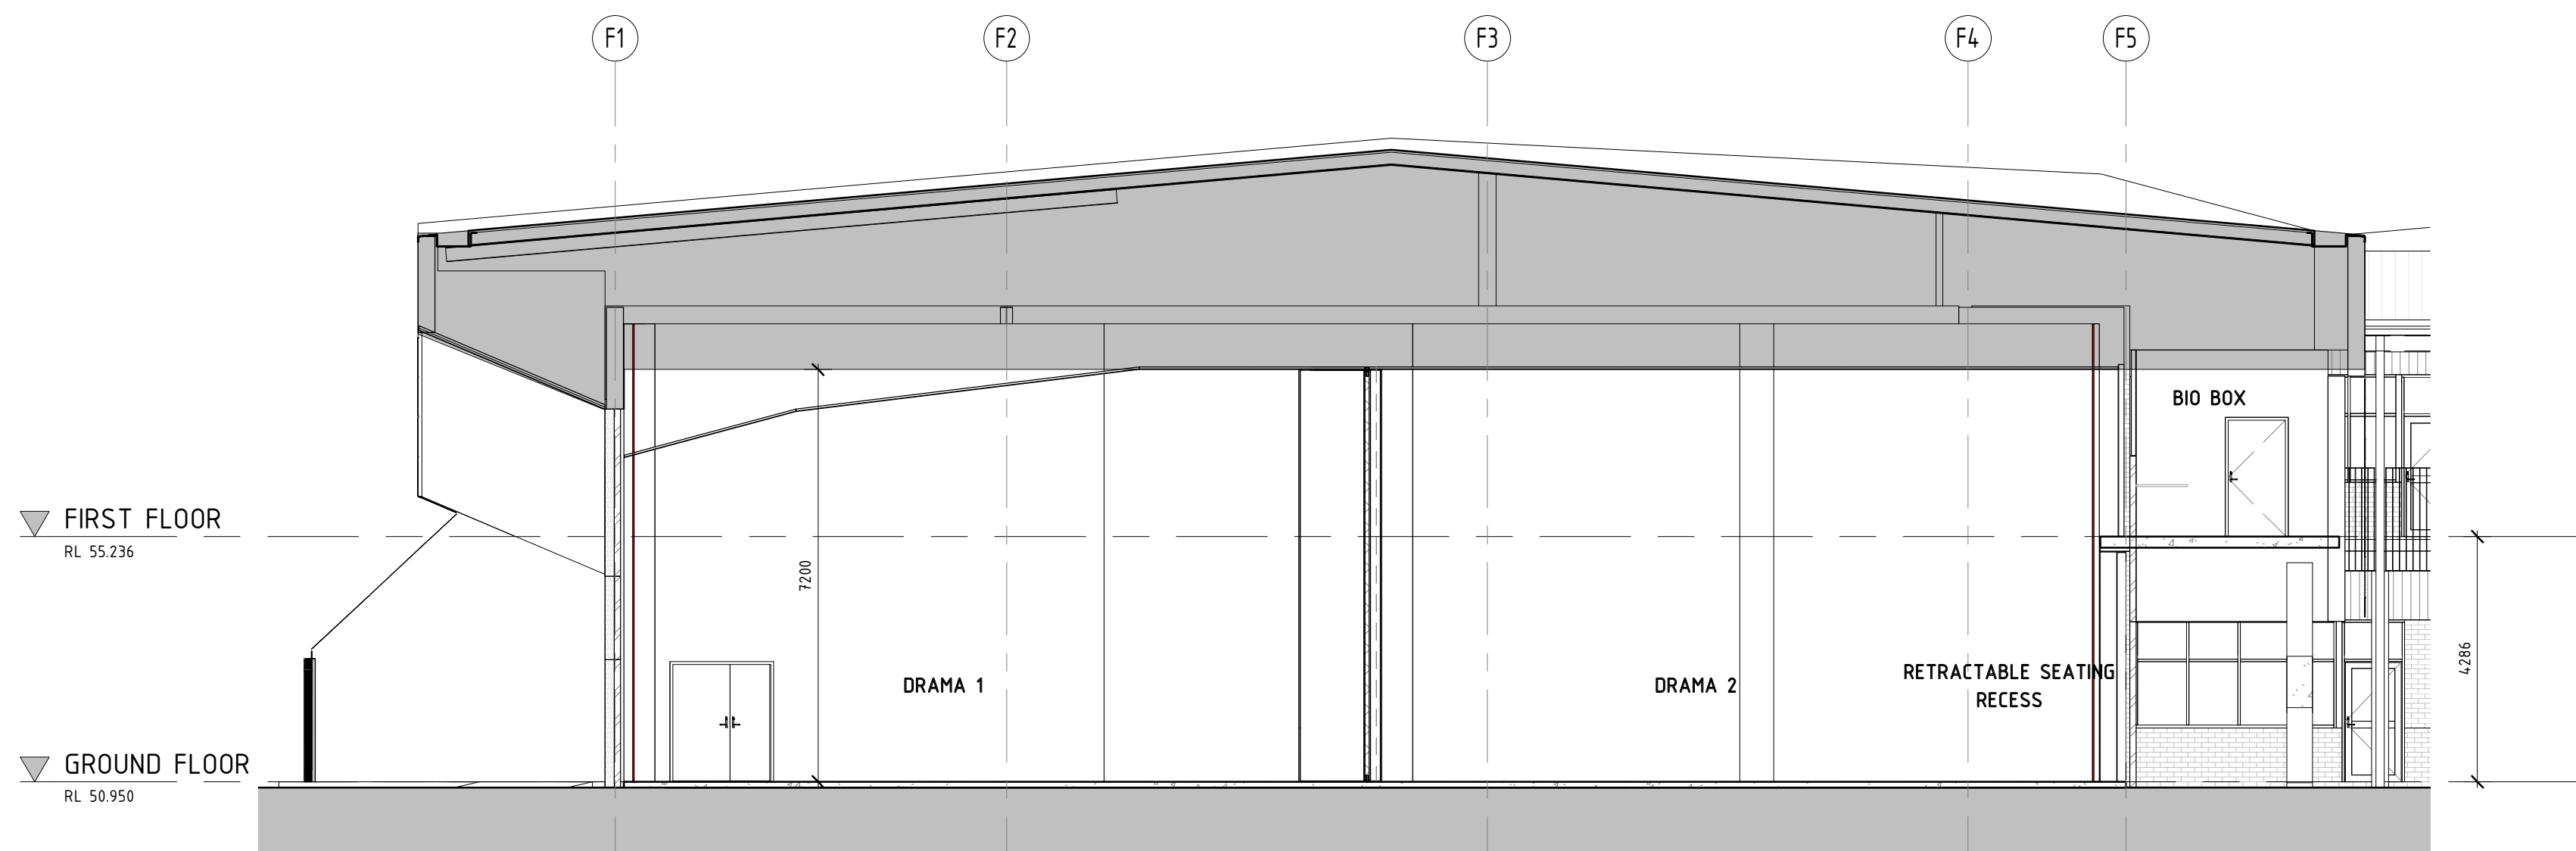 F1
F2
F3
F4
F5
BIO BOX
FIRST FLOOR
RL 55.236
7200
DRAMA 1
DRAMA 2
RETRACTABLE SEATING
RECESS
4286
GROUND FLOOR
RL 50.950